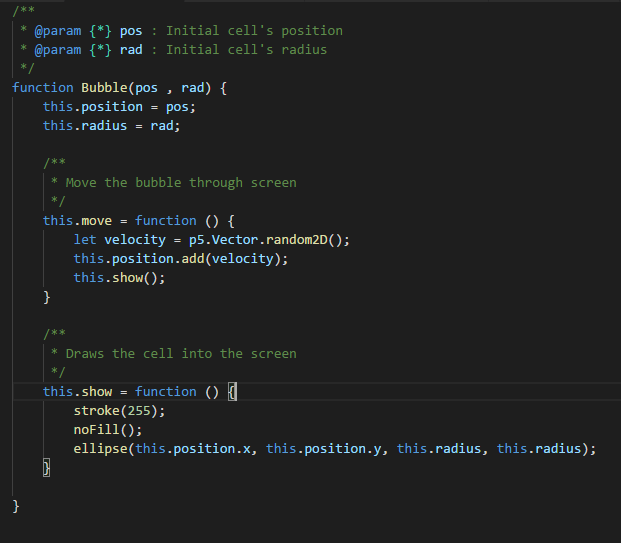 /**
 * @param {*} pos : Initial cell's position
 * @param {*} rad : Initial cell's radius
 */
function Bubble(pos , rad) {
    this.position = pos;
    this.radius = rad;

    /**
     * Move the bubble through screen
     */
    this.move = function () {
        let velocity = p5.Vector.random2D();
        this.position.add(velocity);
        this.show();
    }

    /**
     * Draws the cell into the screen
     */
    this.show = function () {
        stroke(255);
        noFill();
        ellipse(this.position.x, this.position.y, this.radius, this.radius);
    }

}